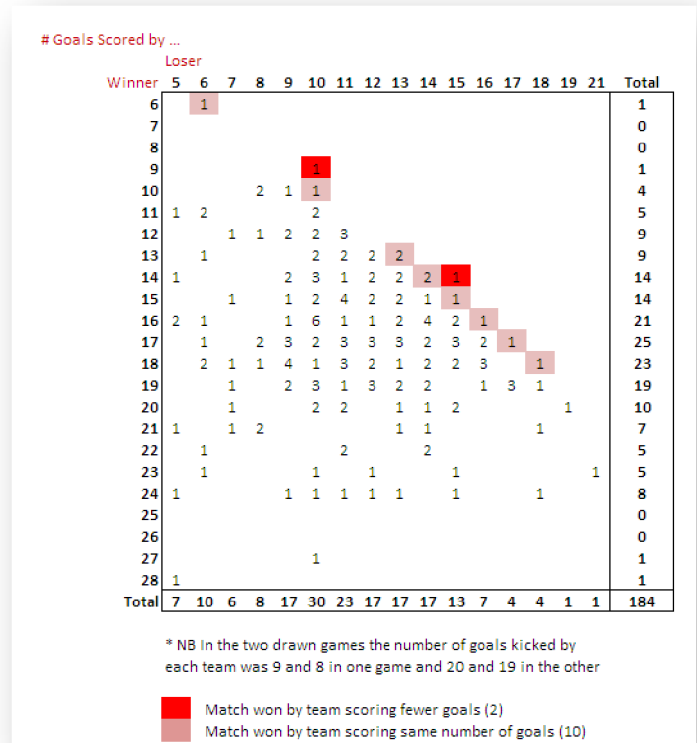 # Goals Scored by ...
Loser
Winner 5 6 7 8 9 10 11 12 13 14 15 16 17 18 19 21 Total
6 1 1
7 0
8 0
9 1 1
10 2 1 1 4
11 1 2 2 5
12 1 1 2 2 3 9
13 1 2 2 2 2 9
14 1 2 3 1 2 2 2 1 14
15 1 1 2 4 2 2 1 1 14
16 2 1 1 6 1 1 2 4 2 1 21
17 1 2 3 2 3 3 3 2 3 2 1 25
18 2 1 1 4 1 3 2 1 2 2 3 1 23
19 1 2 3 1 3 2 2 1 3 1 19
20 1 2 2 1 1 2 1 10
21 1 1 2 1 1 1 7
22 1 2 2 5
23 1 1 1 1 1 5
24 1 1 1 1 1 1 1 1 8
25 0
26 0
27 1 1
28 1 1
Total 7 10 6 8 17 30 23 17 17 17 13 7 4 4 1 1 184
* NB In the two drawn games the number of goals kicked by
each team was 9 and 8 in one game and 20 and 19 in the other
Match won by team scoring fewer goals (2)
Match won by team scoring same number of goals (10)